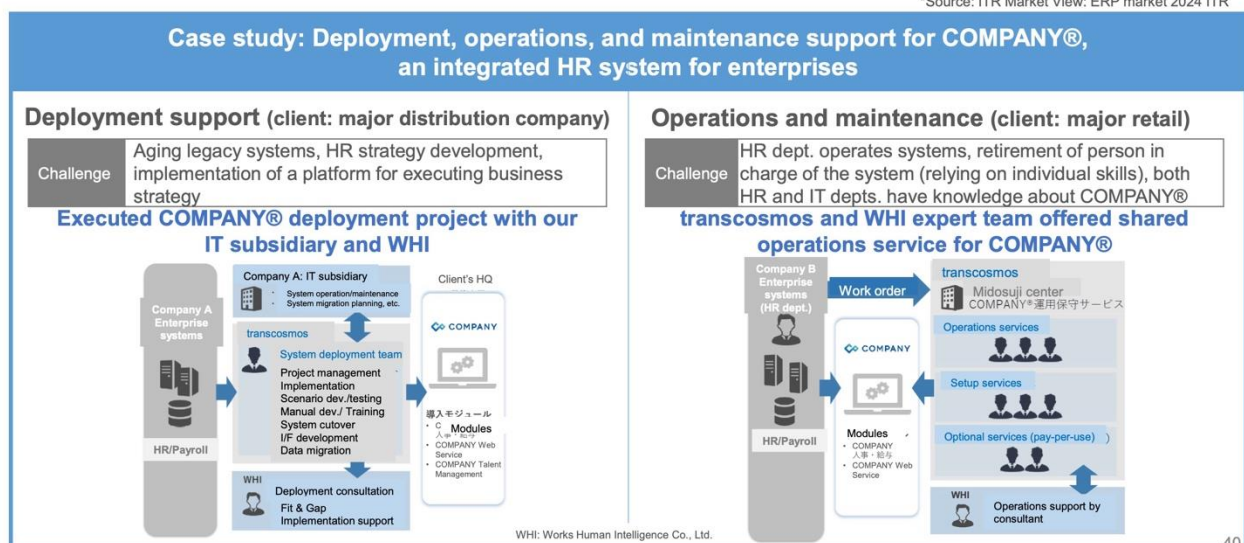 *Source: ITR Market View: ERP market 2024 ITR
Case study: Deployment, operations, and maintenance support for COMPANY®,
an integrated HR system for enterprises
Deployment support (client: major distribution company)
Challenge
Aging legacy systems, HR strategy development,
implementation of a platform for executing business
strategy
Executed COMPANY® deployment project with our
IT subsidiary and WHI
Company A
Enterprise
systems
HR/Payroll
Company A: IT subsidiary
・ System operation/maintenance
・ System migration planning, etc.
transcosmos
System deployment team
Project management
Implementation
Scenario dev./testing
Manual dev./ Training
System cutover
I/F development
Data migration
WHI
Deployment consultation
Fit & Gap
Implementation support
Client's HQ
COMPANY
導入モジュール
Modules
人事・給与
• COMPANY Web
Service
• COMPANY Talent
Management
Operations and maintenance (client: major retail)
Challenge
HR dept. operates systems, retirement of person in
charge of the system (relying on individual skills), both
HR and IT depts. have knowledge about COMPANY®
transcosmos and WHI expert team offered shared
operations service for COMPANY®
Company B
Enterprise
systems
(HR dept.)
HR/Payroll
Work order
COMPANY
Modules
• COMPANY
人事・給与
• COMPANY Web
Service
transcosmos
Midosuji center
COMPANY®運用保守サービス
Operations services
Setup services
Optional services (pay-per-use) )
WHI
Operations support by
consultant
WHI: Works Human Intelligence Co., Ltd.
40